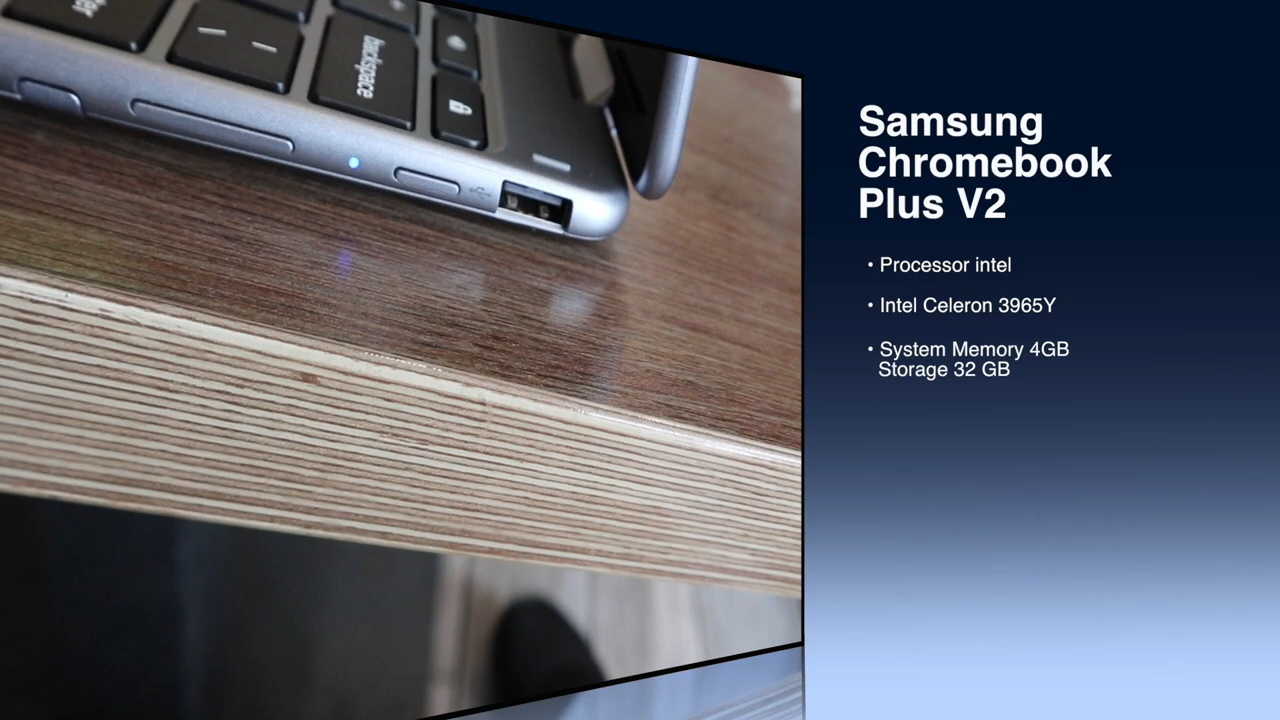 backspace
Samsung
Chromebook
Plus V2
• Processor intel
• Intel Celeron 3965Y
• System Memory 4GB
Storage 32 GB